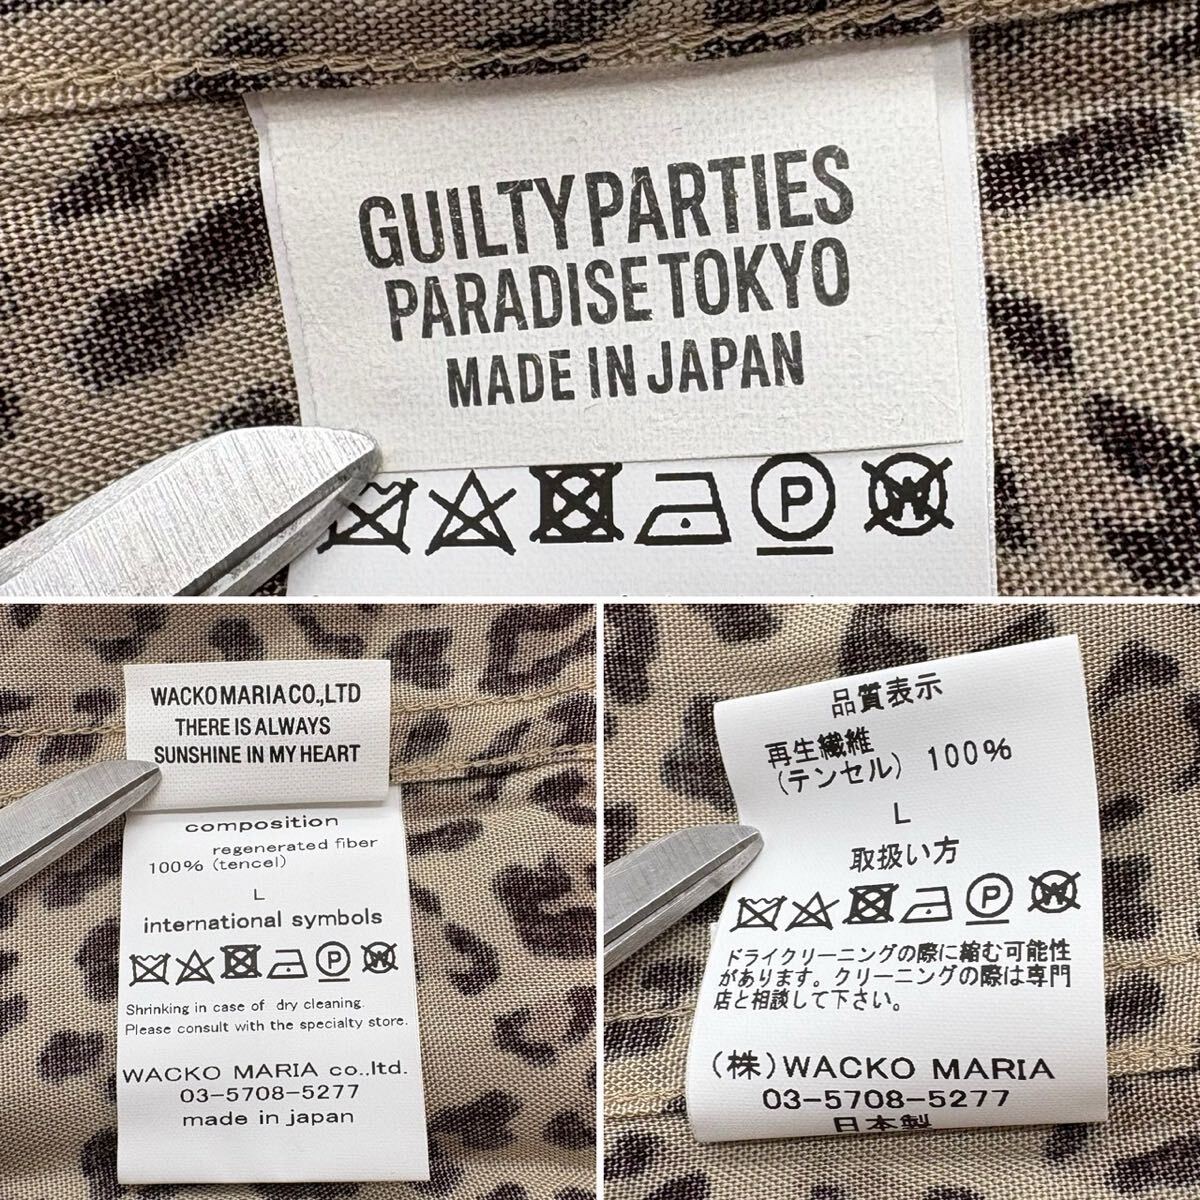 GUILTY PARTIES
PARADISE TOKYO
MADE IN JAPAN
P
W
WACKO MARIA CO.,LTD
THERE IS ALWAYS
SUNSHINE IN MY HEART
composition
regenerated fiber
100% (tencel)
L
international symbols
P
W
Shrinking in case of dry cleaning.
Please consult with the specialty store.
WACKO MARIA co.,ltd.
03-5708-5277
made in japan
品質表示
再生繊維
(テンセル) 100%
L
取扱い方
P
W
ドライクリーニングの際に縮む可能性
があります。クリーニングの際は専門
店と相談して下さい。
(株)WACKO MARIA
03-5708-5277
日本製